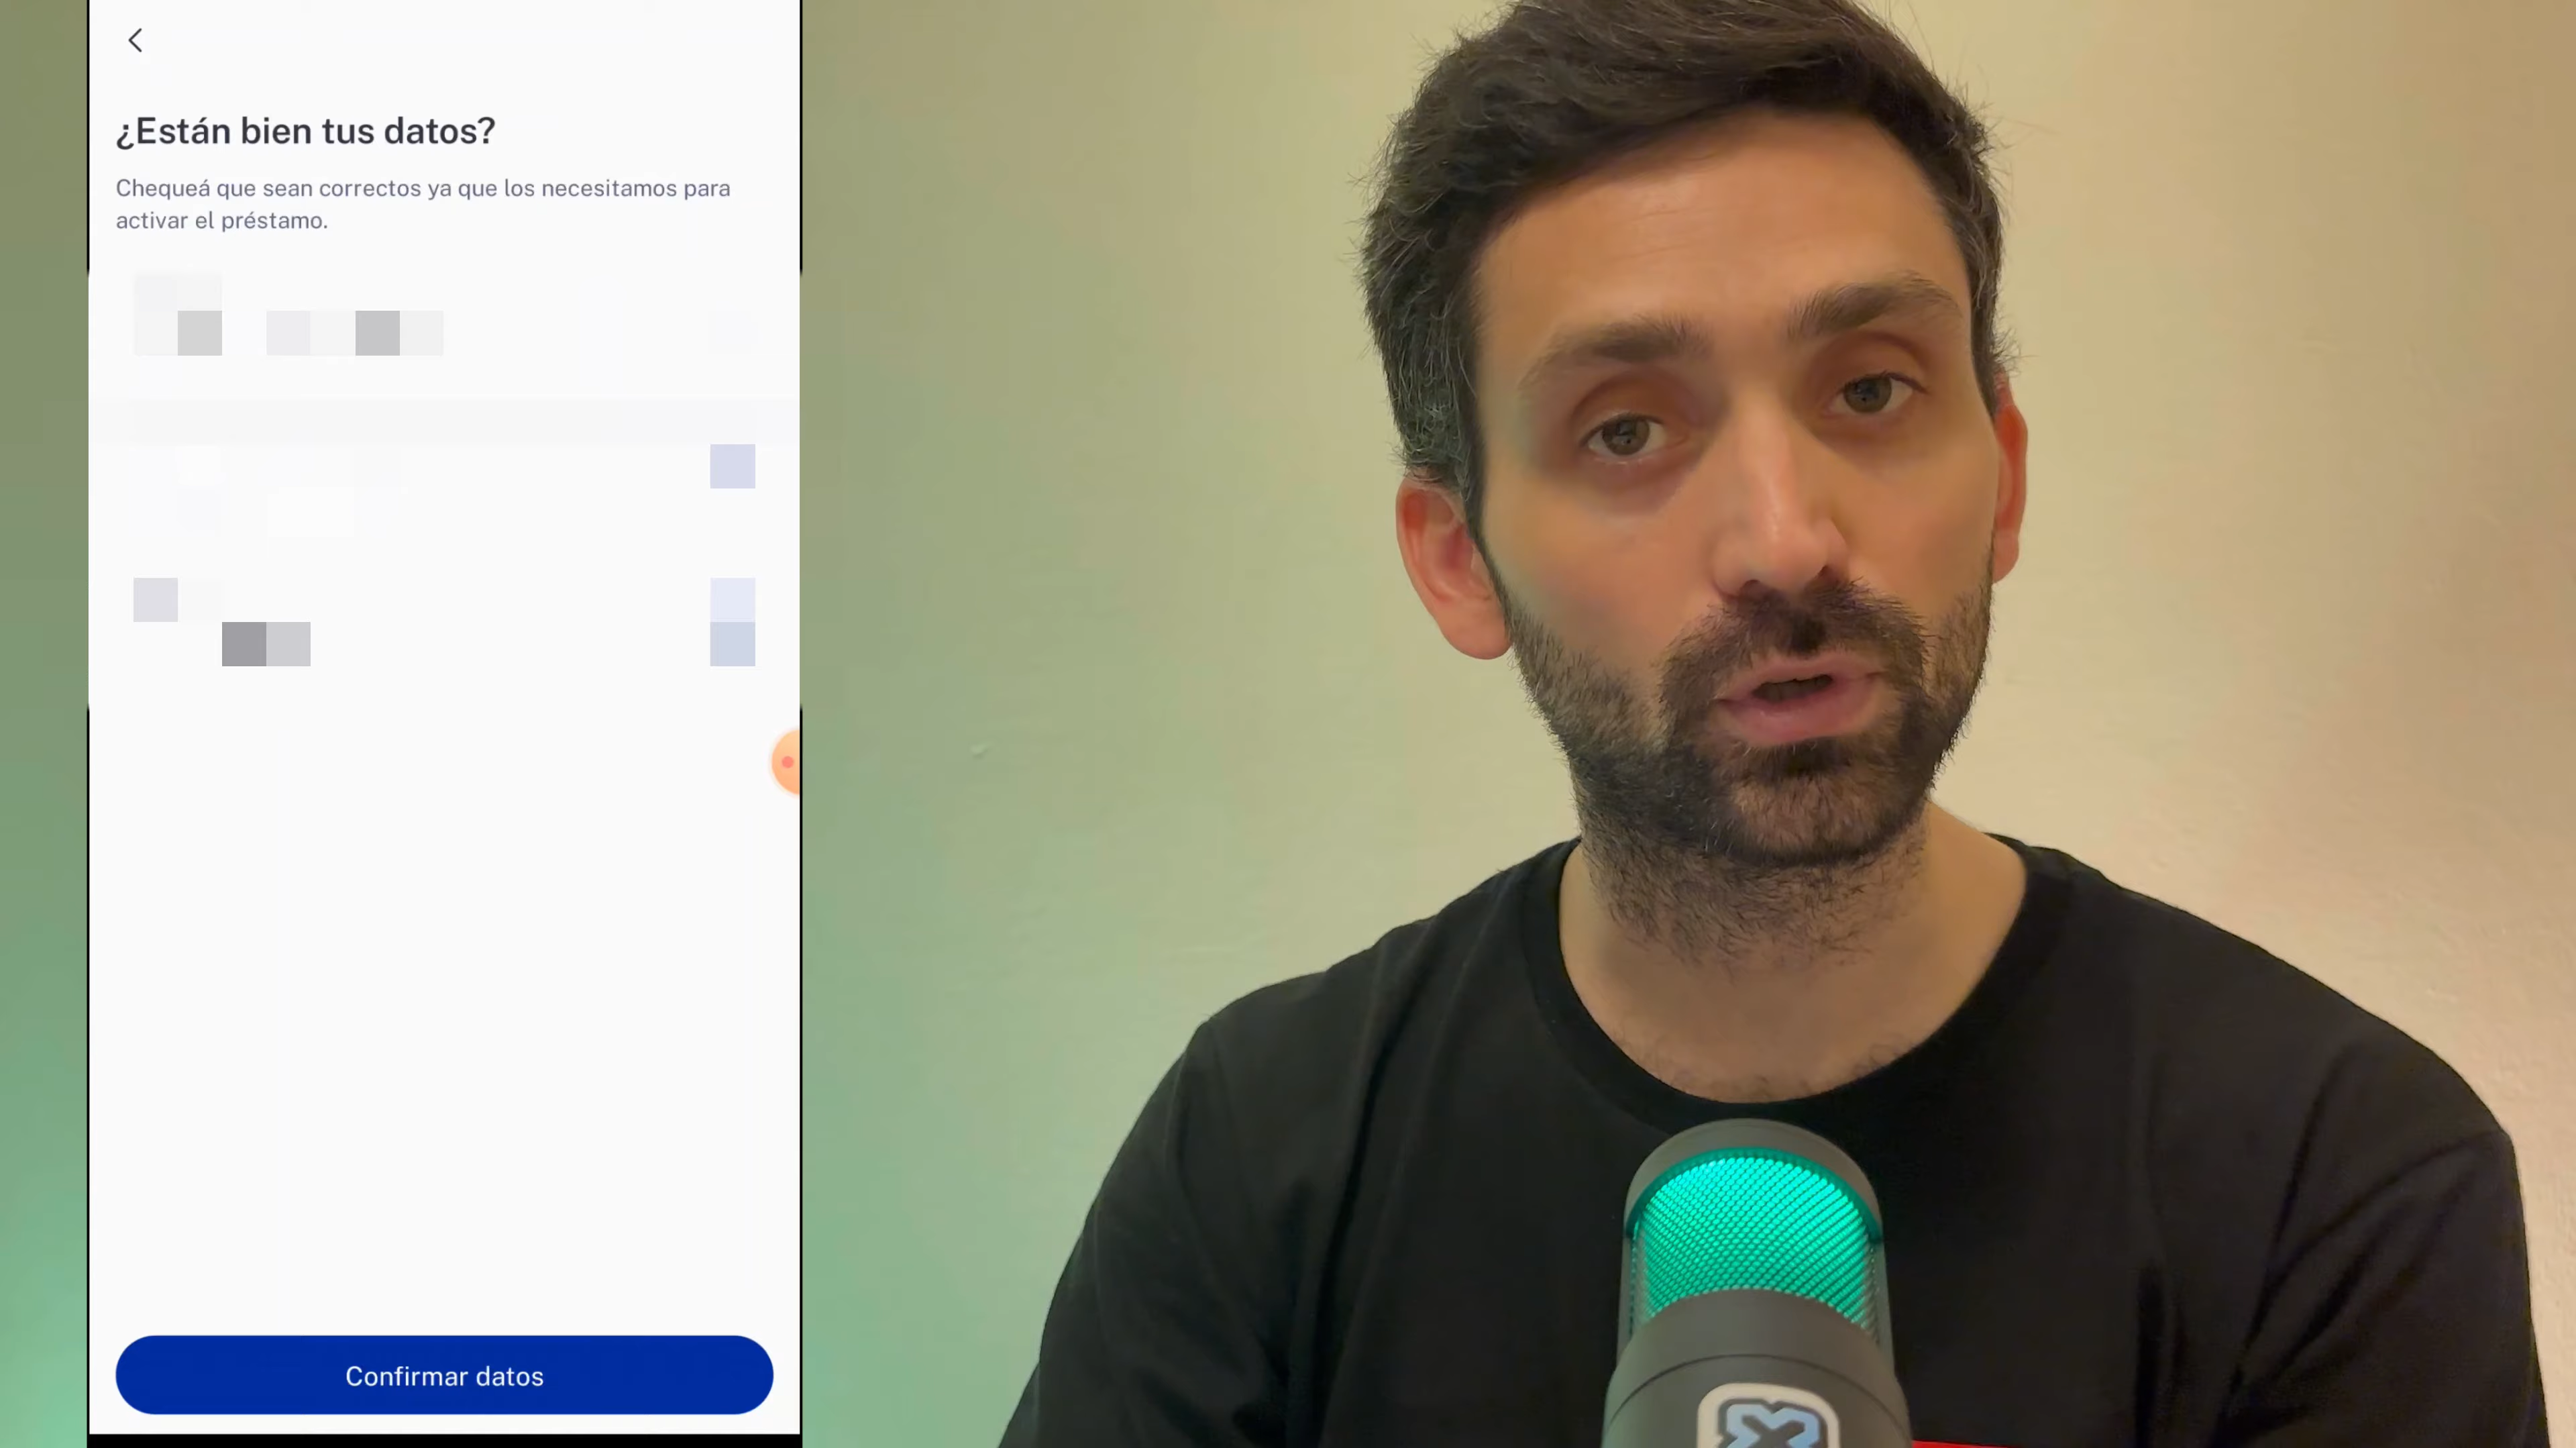 ¿Están bien tus datos?
Chequeá que sean correctos ya que los necesitamos para
activar el préstamo.
Confirmar datos